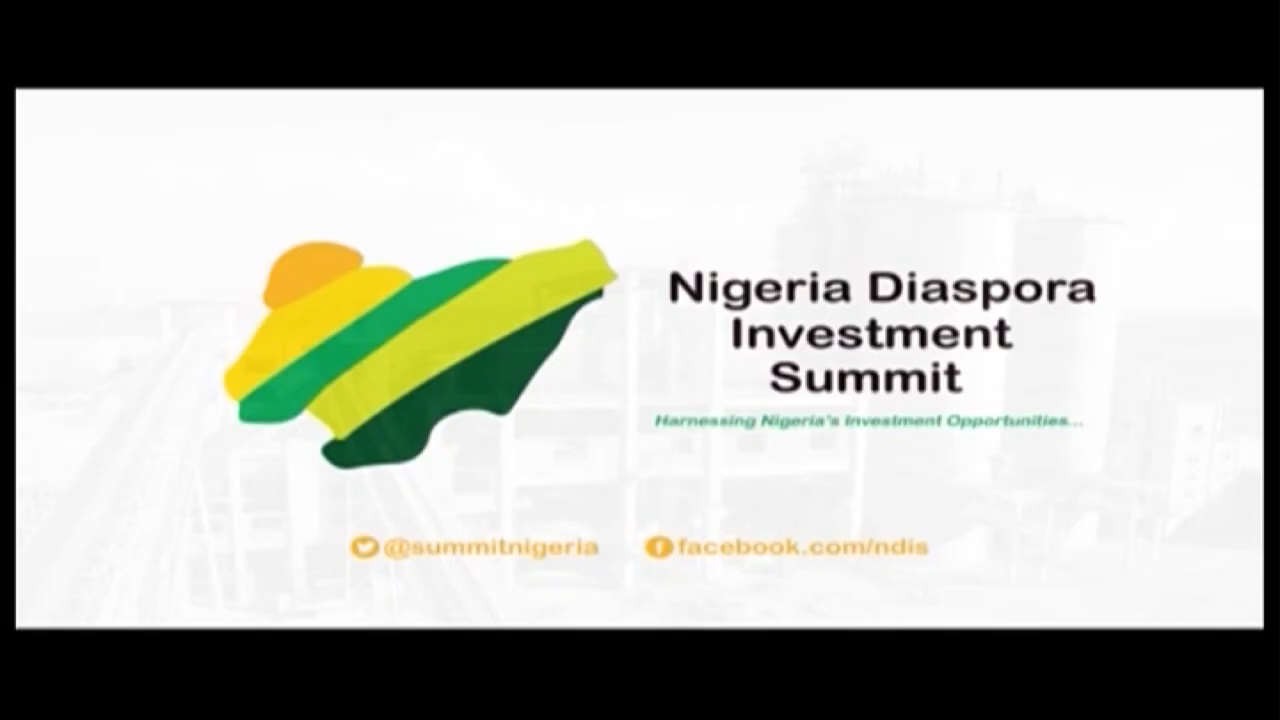 Nigeria Diaspora
Investment
Summit
Harnessing Nigeria's Investment Opportunities...
@summitnigeria
facebook.com/ndis